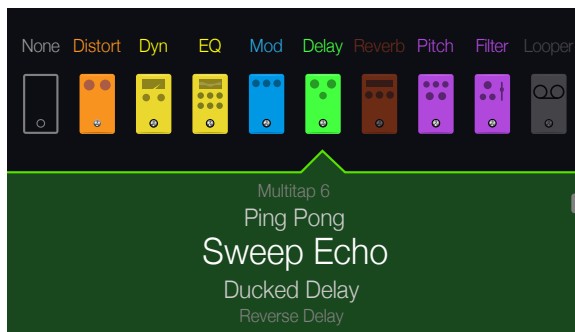 None Distort Dyn EQ Mod Delay Reverb Pitch Filter Looper
Multitap 6
Ping Pong
Sweep Echo
Ducked Delay
Reverse Delay